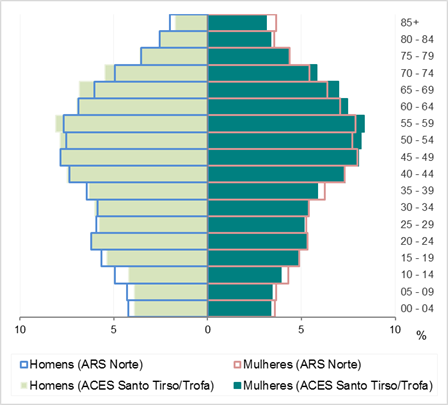 85+
80 - 84
75 - 79
70 - 74
65 - 69
60 - 64
55 - 59
50 - 54
45 - 49
40 - 44
35 - 39
30 - 34
25 - 29
20 - 24
15 - 19
10 - 14
05 - 09
00 - 04
10 5 0 5 10
%
Homens (ARS Norte) Mulheres (ARS Norte)
Homens (ACES Santo Tirso/Trofa) Mulheres (ACES Santo Tirso/Trofa)